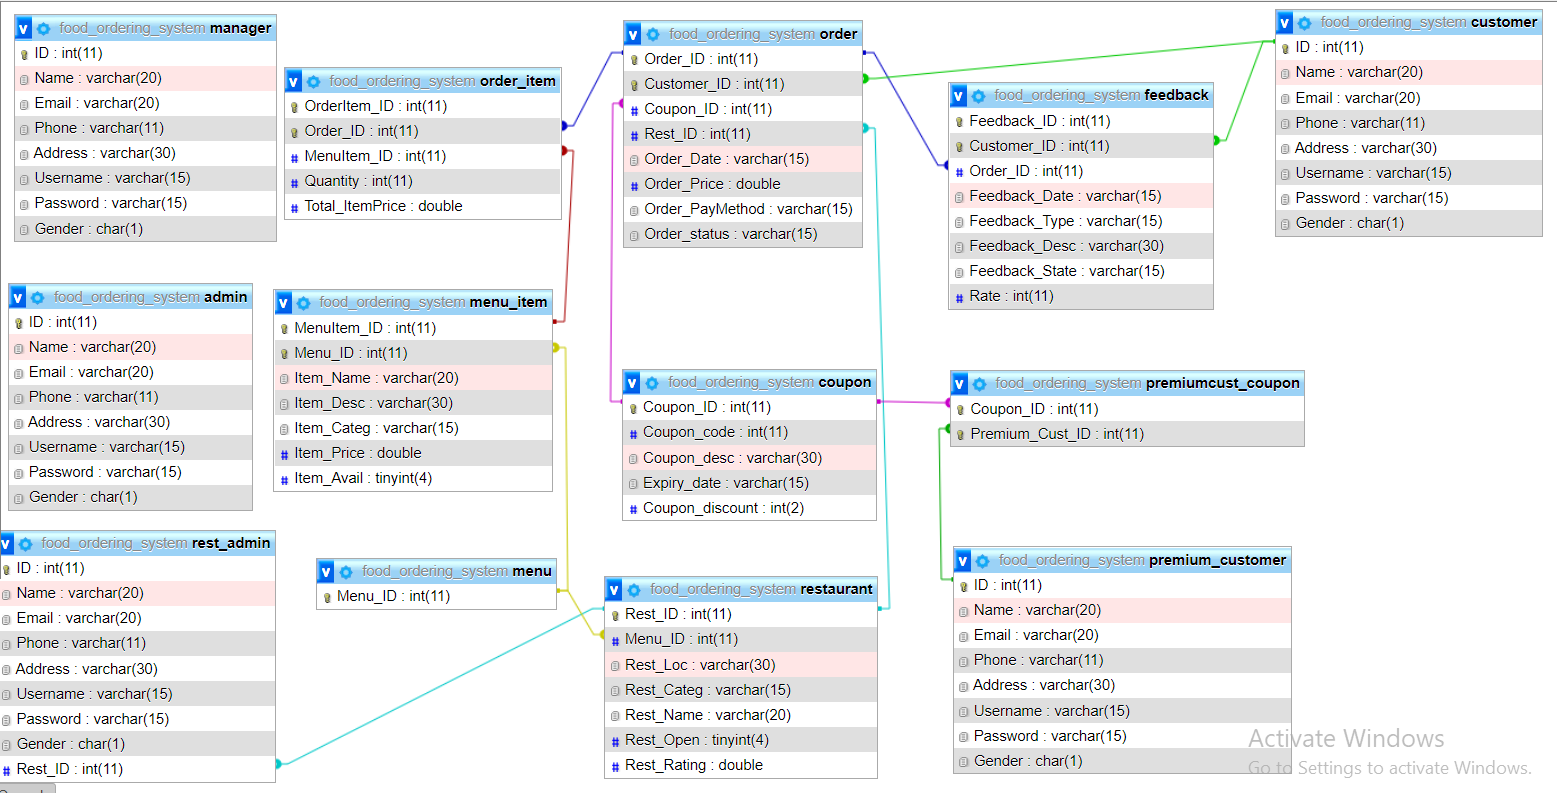 food_ordering_system manager
ID : int(11)
Name : varchar(20)
Email : varchar(20)
Phone : varchar(11)
Address : varchar(30)
Username : varchar(15)
Password : varchar(15)
Gender : char(1)
food_ordering_system order_item
OrderItem_ID : int(11)
Order_ID : int(11)
MenuItem_ID : int(11)
Quantity : int(11)
Total_ItemPrice : double
food_ordering_system order
Order_ID : int(11)
Customer_ID : int(11)
Coupon_ID : int(11)
Rest_ID : int(11)
Order_Date : varchar(15)
Order_Price : double
Order_PayMethod : varchar(15)
Order_status : varchar(15)
food_ordering_system feedback
Feedback_ID : int(11)
Customer_ID : int(11)
Order_ID : int(11)
Feedback_Date : varchar(15)
Feedback_Type : varchar(15)
Feedback_Desc : varchar(30)
Feedback_State : varchar(15)
Rate : int(11)
food_ordering_system customer
ID : int(11)
Name : varchar(20)
Email : varchar(20)
Phone : varchar(11)
Address : varchar(30)
Username : varchar(15)
Password : varchar(15)
Gender : char(1)
food_ordering_system admin
ID : int(11)
Name : varchar(20)
Email : varchar(20)
Phone : varchar(11)
Address : varchar(30)
Username : varchar(15)
Password : varchar(15)
Gender : char(1)
food_ordering_system menu_item
MenuItem_ID : int(11)
Menu_ID : int(11)
Item_Name : varchar(20)
Item_Desc : varchar(30)
Item_Categ : varchar(15)
Item_Price : double
Item_Avail : tinyint(4)
food_ordering_system coupon
Coupon_ID : int(11)
Coupon_code : int(11)
Coupon_desc : varchar(30)
Expiry_date : varchar(15)
Coupon_discount : int(2)
food_ordering_system premiumcust_coupon
Coupon_ID : int(11)
Premium_Cust_ID : int(11)
food_ordering_system rest_admin
ID : int(11)
Name : varchar(20)
Email : varchar(20)
Phone : varchar(11)
Address : varchar(30)
Username : varchar(15)
Password : varchar(15)
Gender : char(1)
Rest_ID : int(11)
food_ordering_system menu
Menu_ID : int(11)
food_ordering_system restaurant
Rest_ID : int(11)
Menu_ID : int(11)
Rest_Loc : varchar(30)
Rest_Categ : varchar(15)
Rest_Name : varchar(20)
Rest_Open : tinyint(4)
Rest_Rating : double
food_ordering_system premium_customer
ID : int(11)
Name : varchar(20)
Email : varchar(20)
Phone : varchar(11)
Address : varchar(30)
Username : varchar(15)
Password : varchar(15)
Gender : char(1)
Activate Windows
Go to Settings to activate Windows.